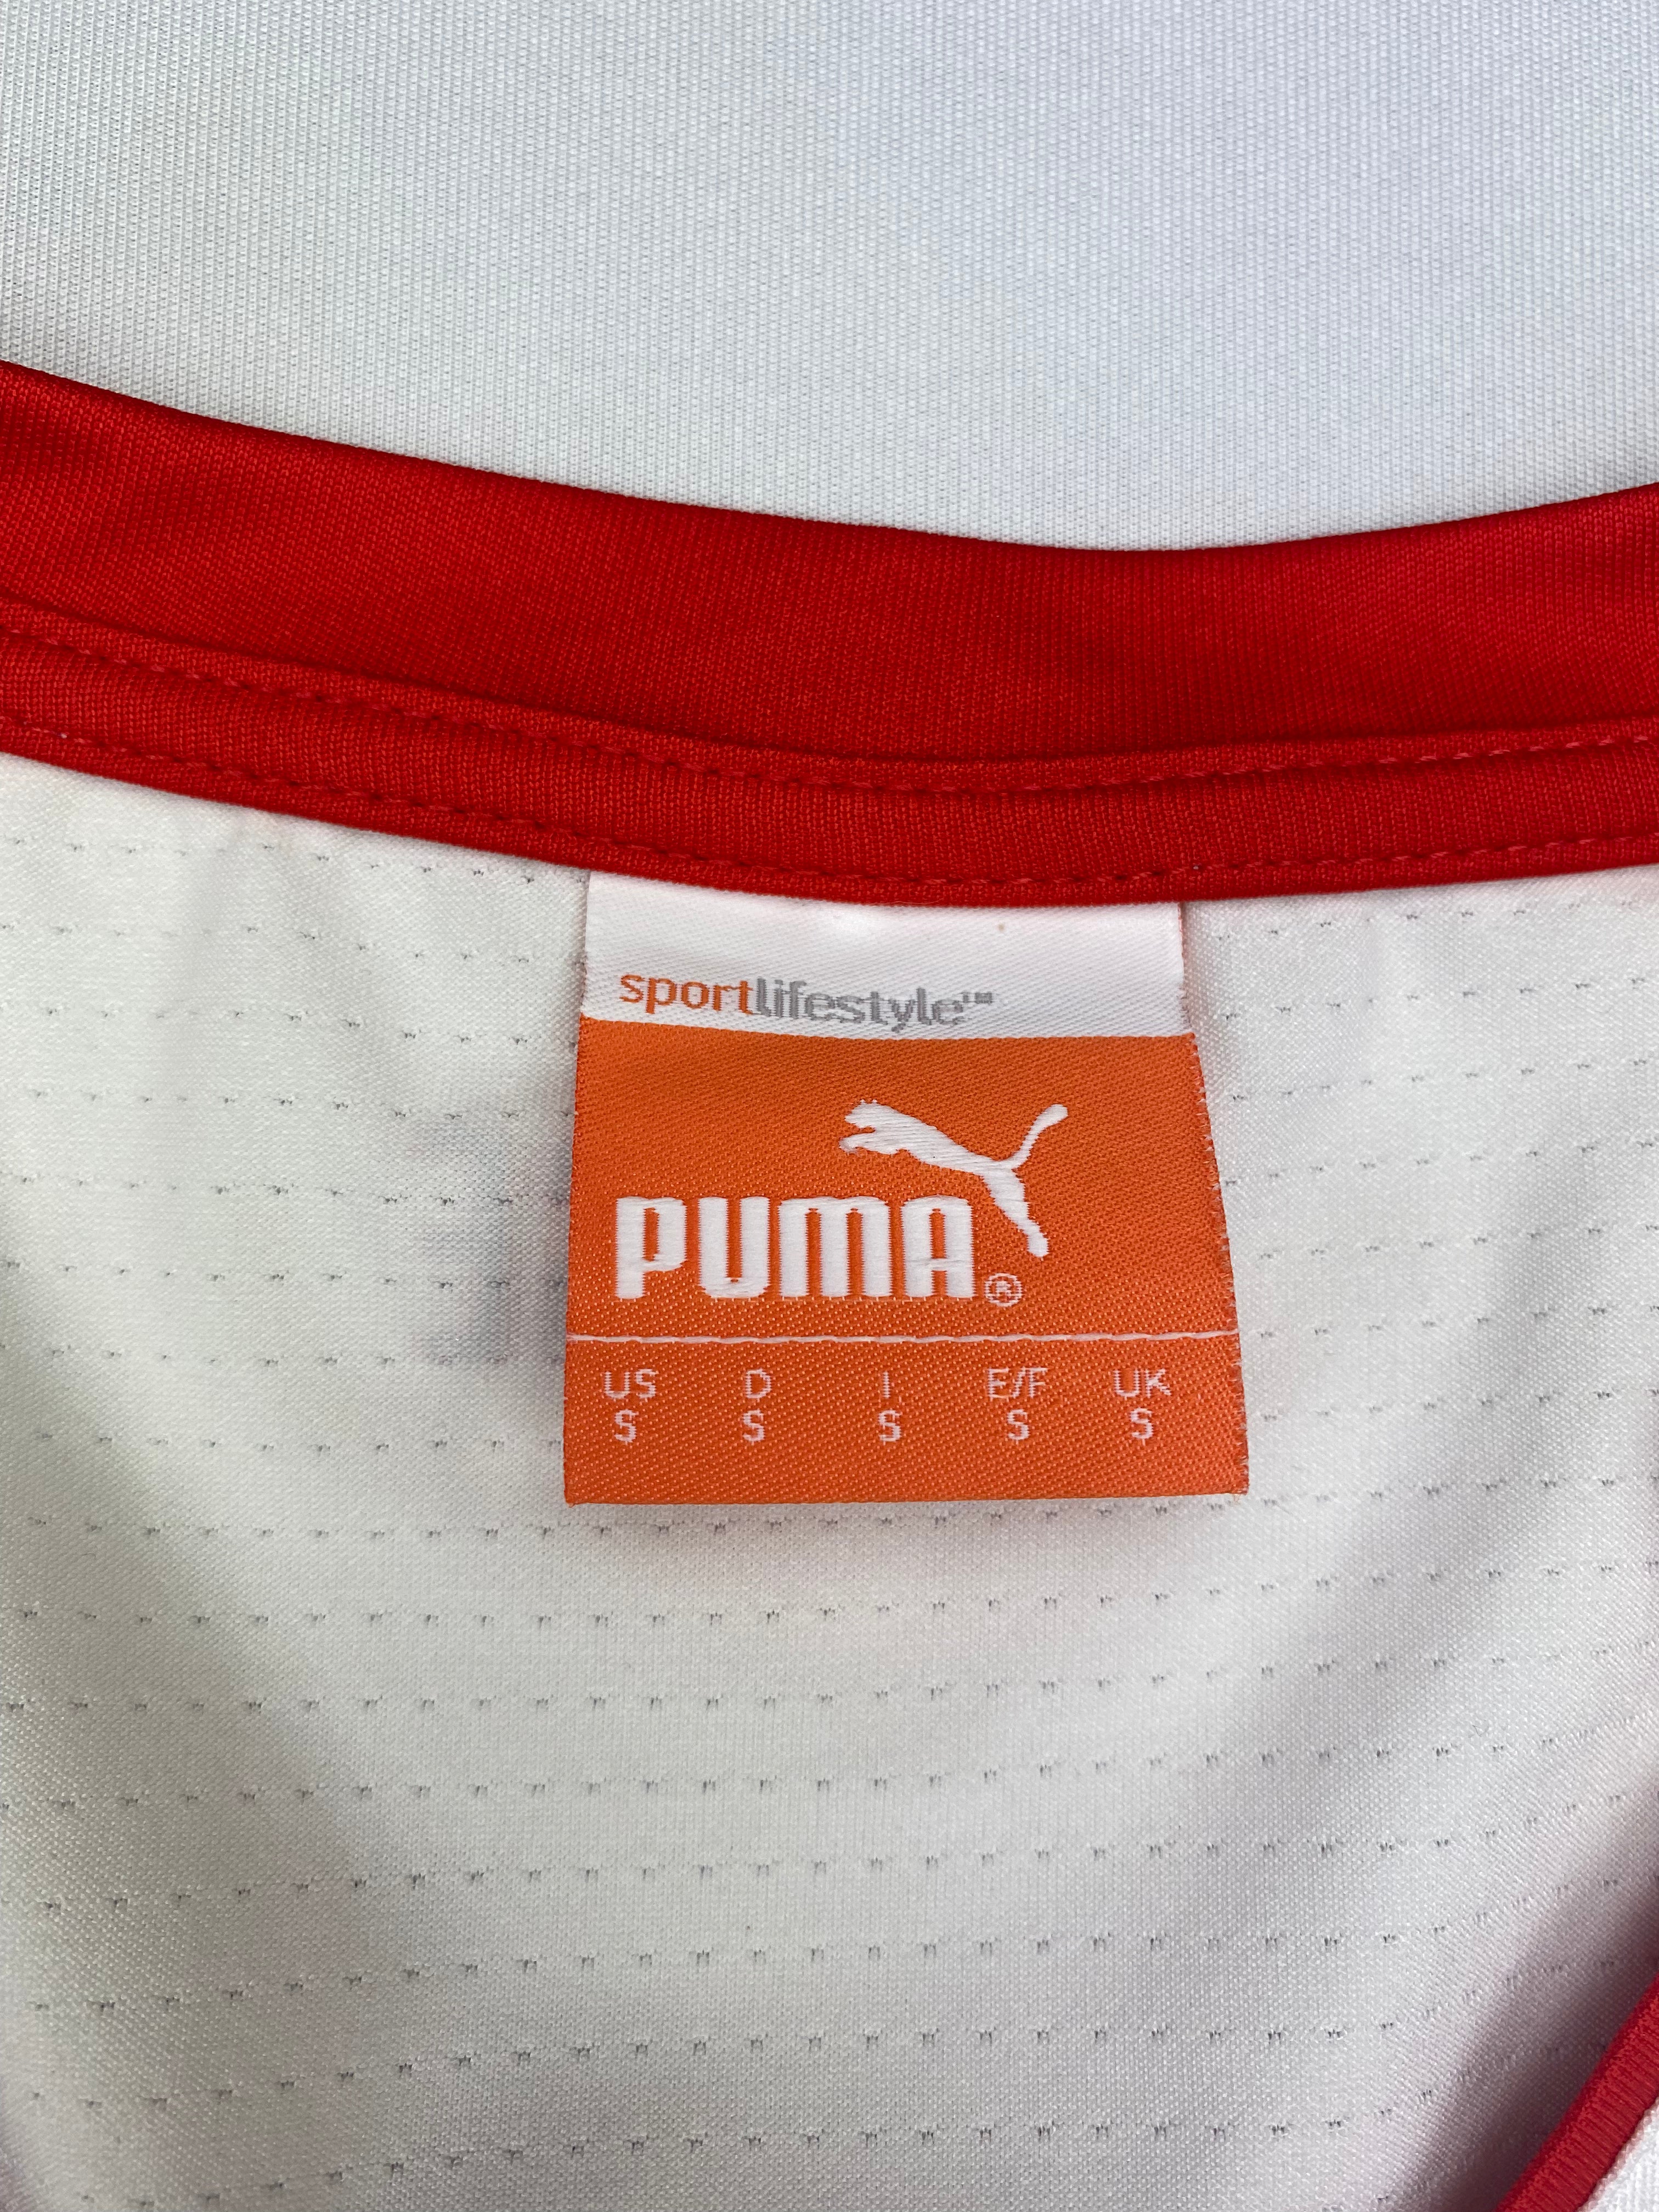 sportlifestyle™
PUMA®
US D I E/F UK
S S S S S